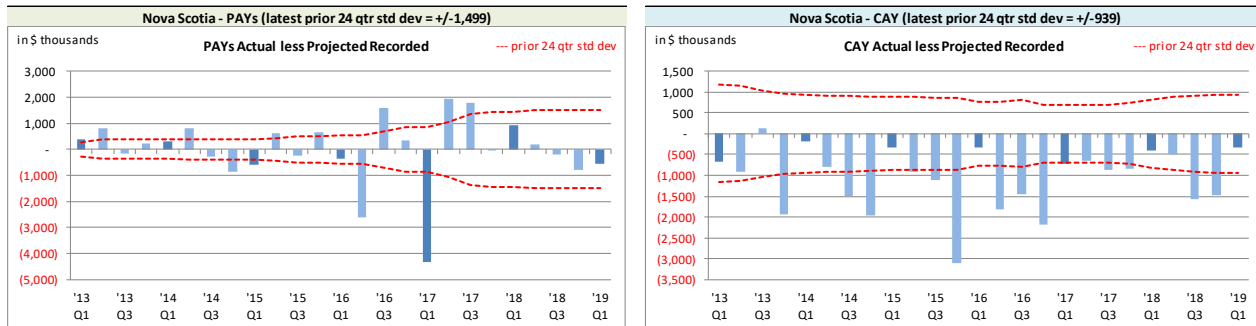 Nova Scotia - PAYs (latest prior 24 qtr std dev = +/-1,499)
in $ thousands
PAYs Actual less Projected Recorded
--- prior 24 qtr std dev
3,000
2,000
1,000
-
(1,000)
(2,000)
(3,000)
(4,000)
(5,000)
'13 '13 '14 '14 '15 '15 '16 '16 '17 '17 '18 '18 '19
Q1 Q3 Q1 Q3 Q1 Q3 Q1 Q3 Q1 Q3 Q1 Q3 Q1
Nova Scotia - CAY (latest prior 24 qtr std dev = +/-939)
in $ thousands
CAY Actual less Projected Recorded
--- prior 24 qtr std dev
1,500
1,000
500
-
(500)
(1,000)
(1,500)
(2,000)
(2,500)
(3,000)
(3,500)
'13 '13 '14 '14 '15 '15 '16 '16 '17 '17 '18 '18 '19
Q1 Q3 Q1 Q3 Q1 Q3 Q1 Q3 Q1 Q3 Q1 Q3 Q1